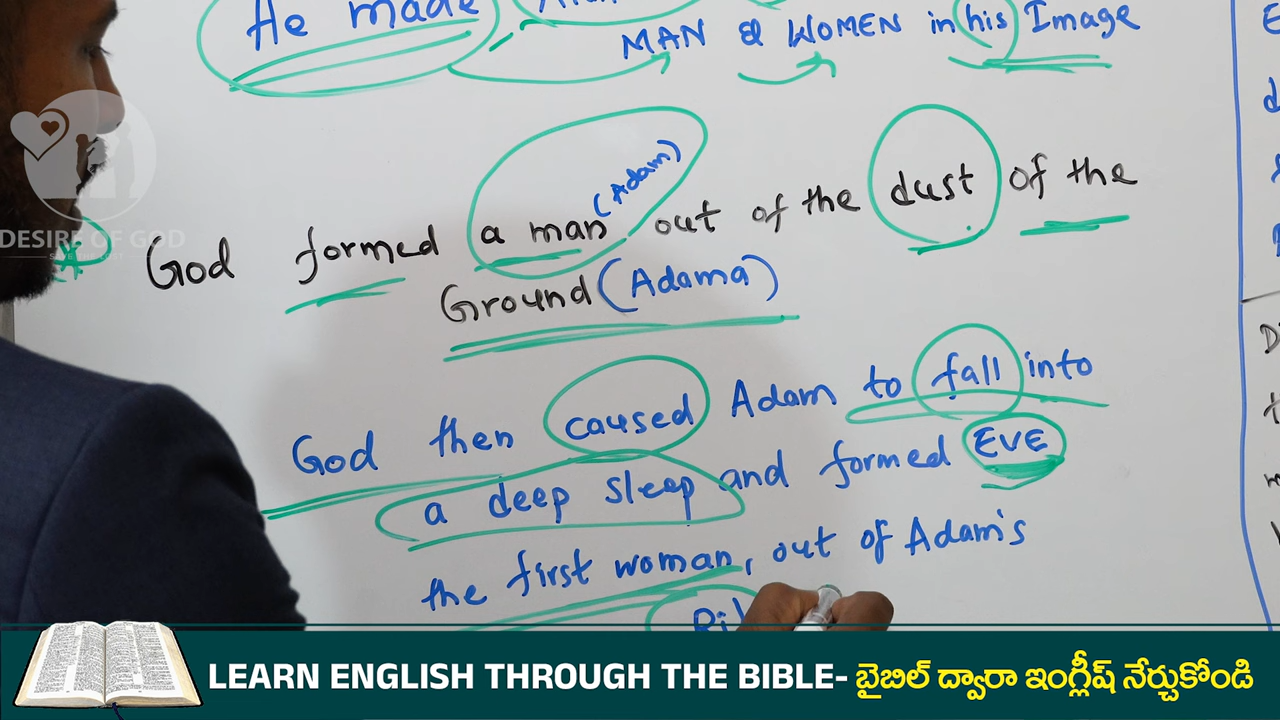 He made
MAN & WOMEN in his Image
God formed a man (Adam) out of the dust of the
Ground (Adama)
God then caused Adam to fall into
a deep sleep and formed EVE
the first woman, out of Adam's
DESIRE OF GOD
LEARN ENGLISH THROUGH THE BIBLE- బైబిల్ ద్వారా ఇంగ్లీష్ నేర్చుకోండి